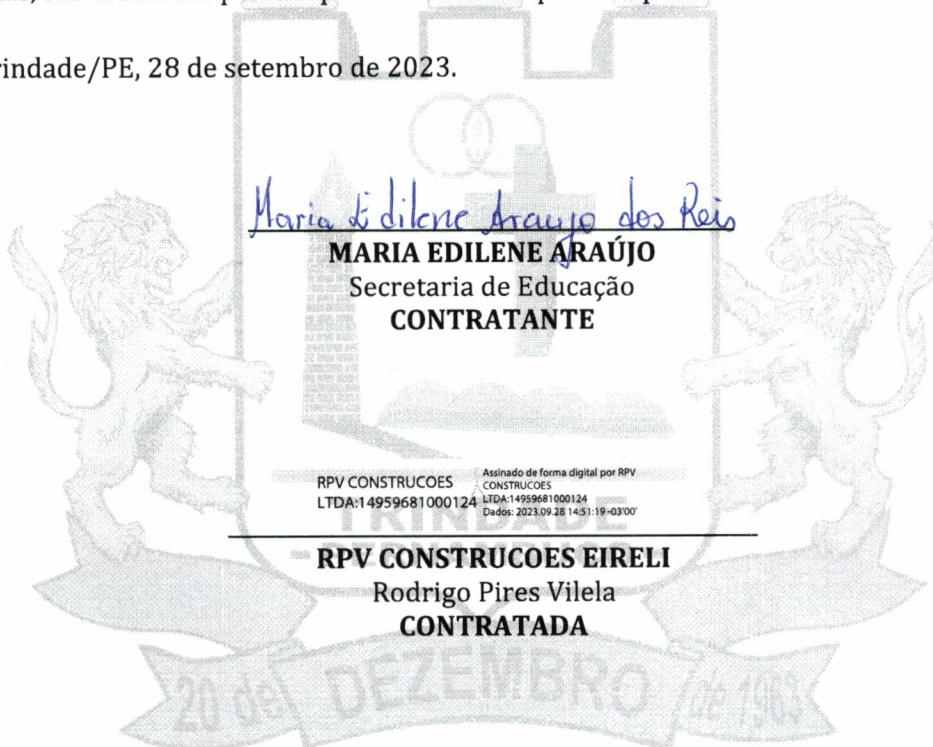 rindade/PE, 28 de setembro de 2023.
Maria Edilene Araujo dos Reis
MARIA EDILENE ARAÚJO
Secretaria de Educação
CONTRATANTE
RPV CONSTRUCOES
LTDA:14959681000124
Assinado de forma digital por RPV
CONSTRUCOES
LTDA:14959681000124
Dados: 2023.09.28 14:51:19 -03'00'
TRINDADE
- PERNAMBUCO -
RPV CONSTRUCOES EIRELI
Rodrigo Pires Vilela
CONTRATADA
20 de DEZEMBRO de 1963